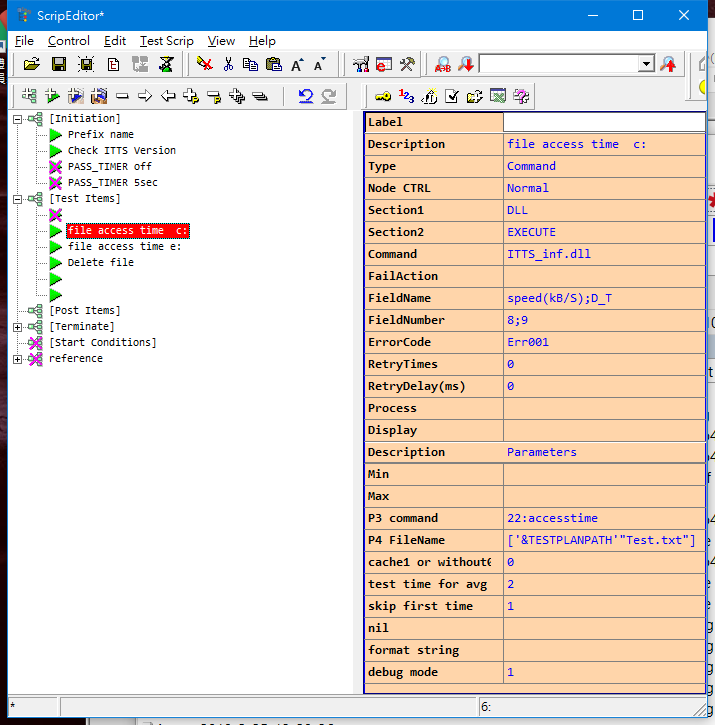 ScripEditor*
File Control Edit Test Scrip View Help
[Initiation]
Prefix name
Check ITTS Version
PASS_TIMER off
PASS_TIMER 5sec
[Test Items]
file access time  c:
file access time e:
Delete file
[Post Items]
[Terminate]
[Start Conditions]
reference
Label
Description file access time  c:
Type Command
Node CTRL Normal
Section1 DLL
Section2 EXECUTE
Command ITTS_inf.dll
FailAction
FieldName speed(kB/S);D_T
FieldNumber 8;9
ErrorCode Err001
RetryTimes 0
RetryDelay(ms) 0
Process
Display
Description Parameters
Min
Max
P3 command 22:accesstime
P4 FileName ['&TESTPLANPATH'"Test.txt"]
cache1 or without0 0
test time for avg 2
skip first time 1
nil
format string
debug mode 1
* 6: